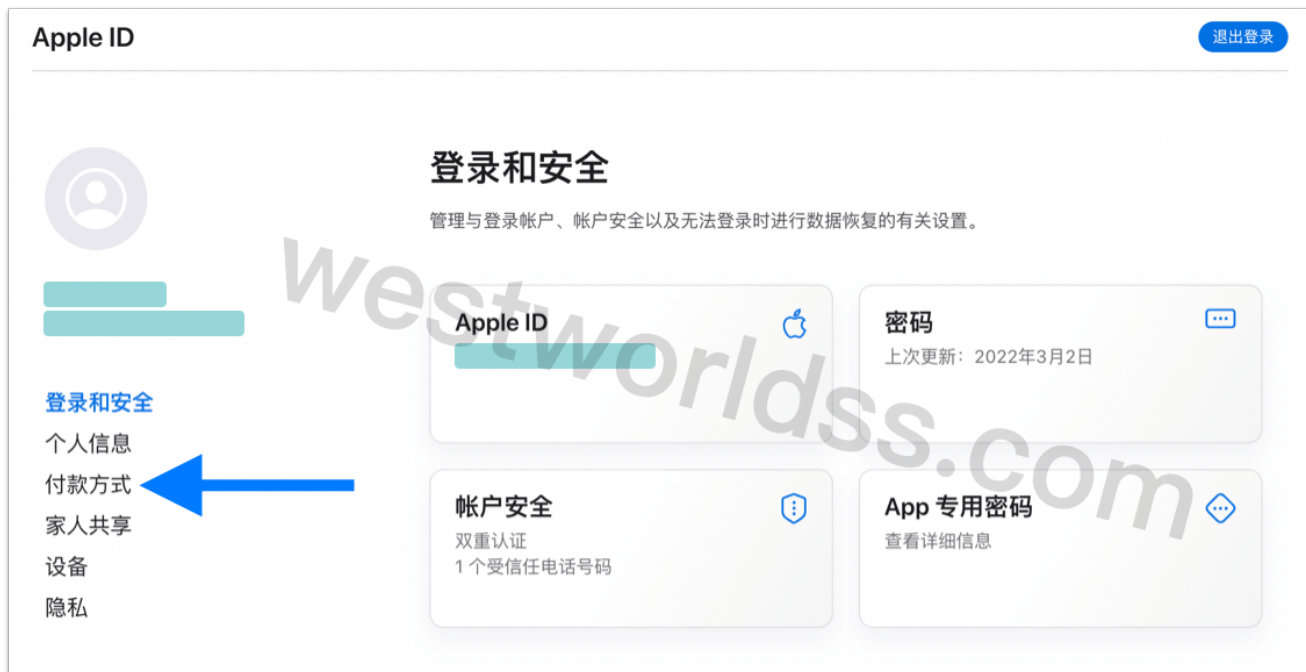 Apple ID
退出登录
登录和安全
管理与登录帐户、帐户安全以及无法登录时进行数据恢复的有关设置。
Apple ID
密码
上次更新：2022年3月2日
登录和安全
个人信息
付款方式
家人共享
设备
隐私
帐户安全
双重认证
1 个受信任电话号码
App 专用密码
查看详细信息
westworldss.com